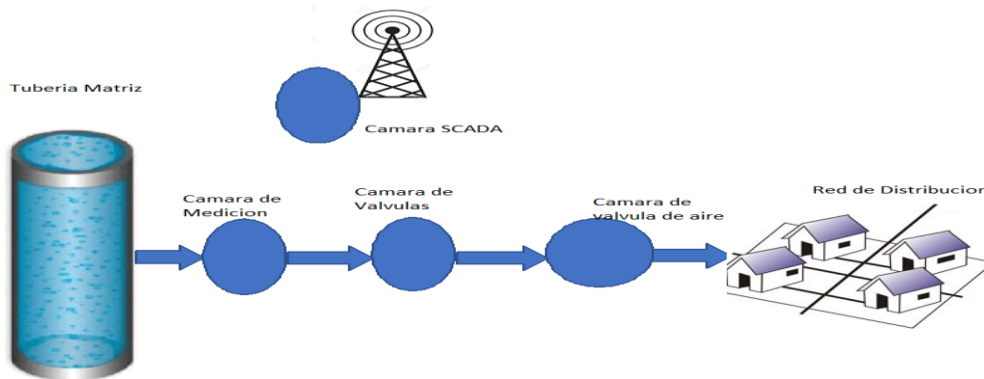 Tuberia Matriz
Camara SCADA
Camara de
Medicion
Camara de
Valvulas
Camara de
valvula de aire
Red de Distribucion